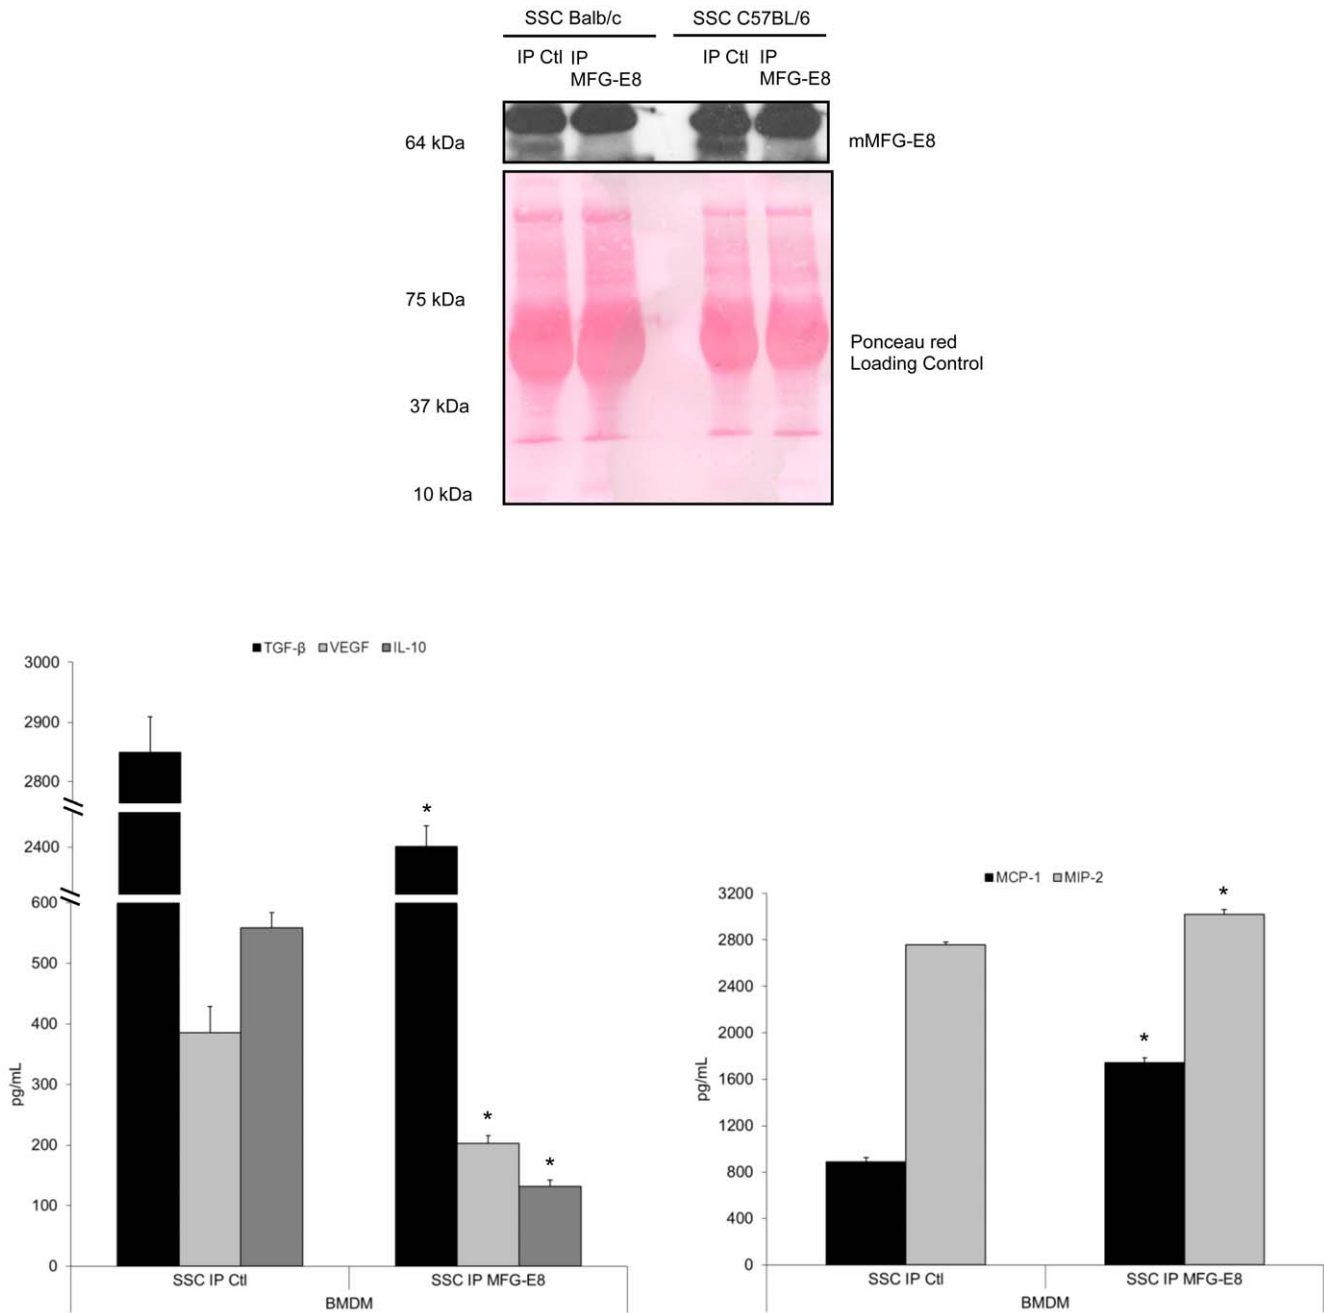 SSC Balb/c SSC C57BL/6
IP Ctl IP IP Ctl IP
MFG-E8 MFG-E8
64 kDa mMFG-E8
75 kDa
Ponceau red
Loading Control
37 kDa
10 kDa
TGF-β VEGF IL-10
3000
2900
2800
2400
600
500
400
300
200
100
0
pg/mL
*
*
*
SSC IP Ctl SSC IP MFG-E8
BMDM
MCP-1 MIP-2
3200
2800
2400
2000
1600
1200
800
400
0
pg/mL
*
*
SSC IP Ctl SSC IP MFG-E8
BMDM